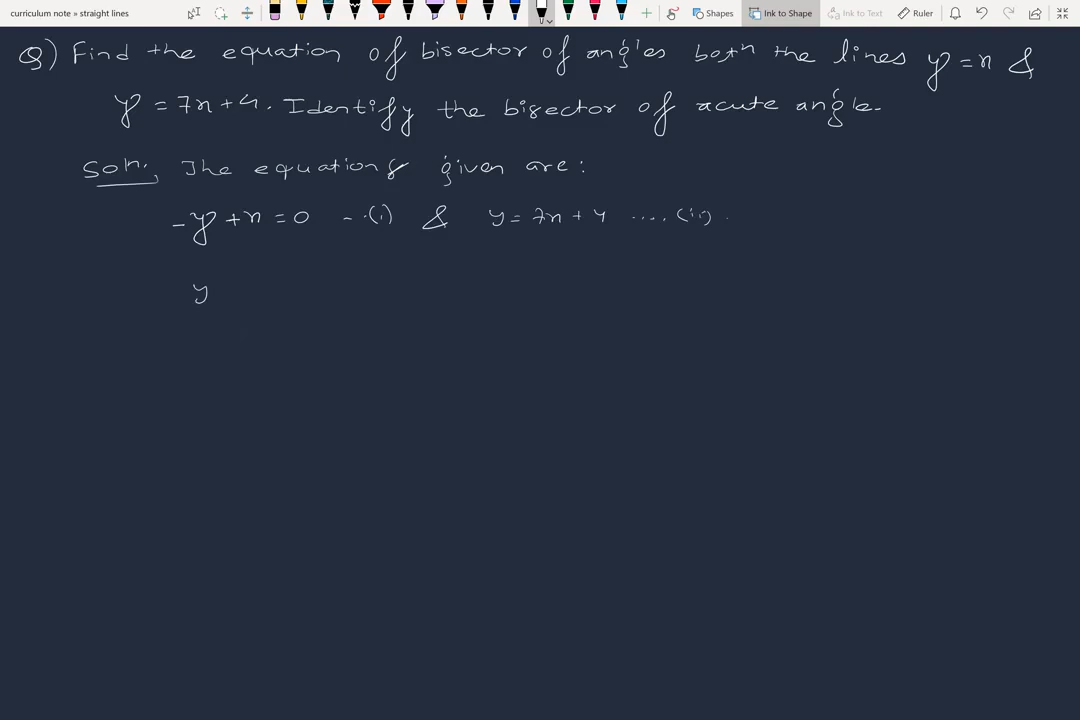 curriculum note » straight lines
Shapes Ink to Shape Ink to Text Ruler
Q) Find the equation of bisector of angles betn the lines y = x &
y = 7x + 4. Identify the bisector of acute angle.
Soln. The equations given are:
-y + x = 0 -.(i) & y = 7x + 4 ....(ii).
y